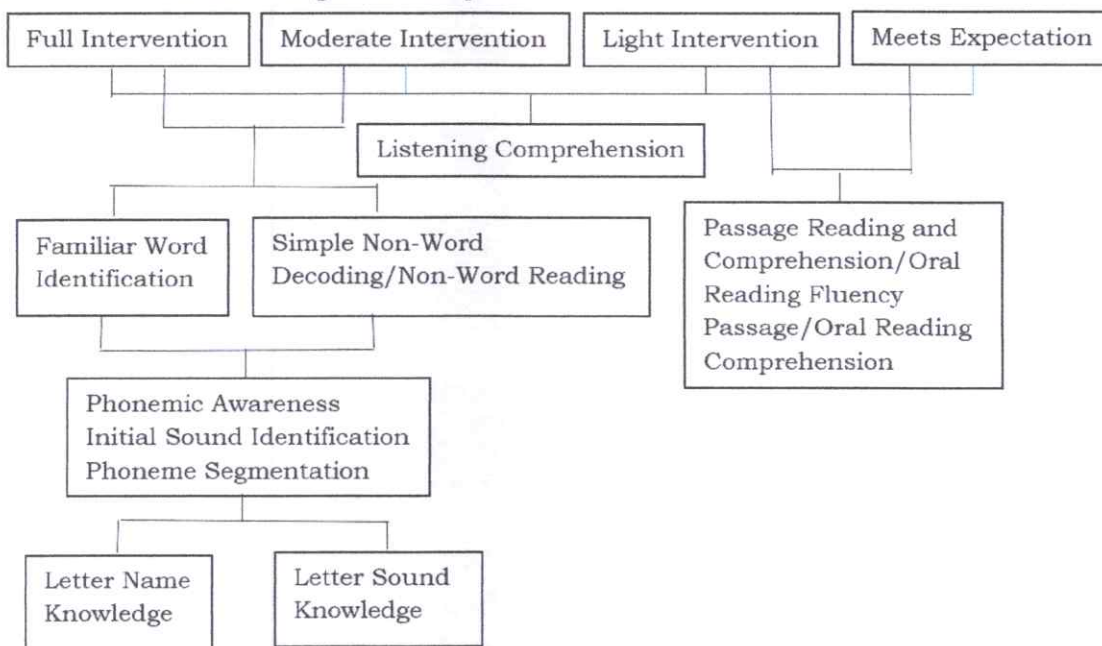 Full Intervention
Moderate Intervention
Light Intervention
Meets Expectation
Listening Comprehension
Familiar Word
Identification
Simple Non-Word
Decoding/Non-Word Reading
Passage Reading and
Comprehension/Oral
Reading Fluency
Passage/Oral Reading
Comprehension
Phonemic Awareness
Initial Sound Identification
Phoneme Segmentation
Letter Name
Knowledge
Letter Sound
Knowledge